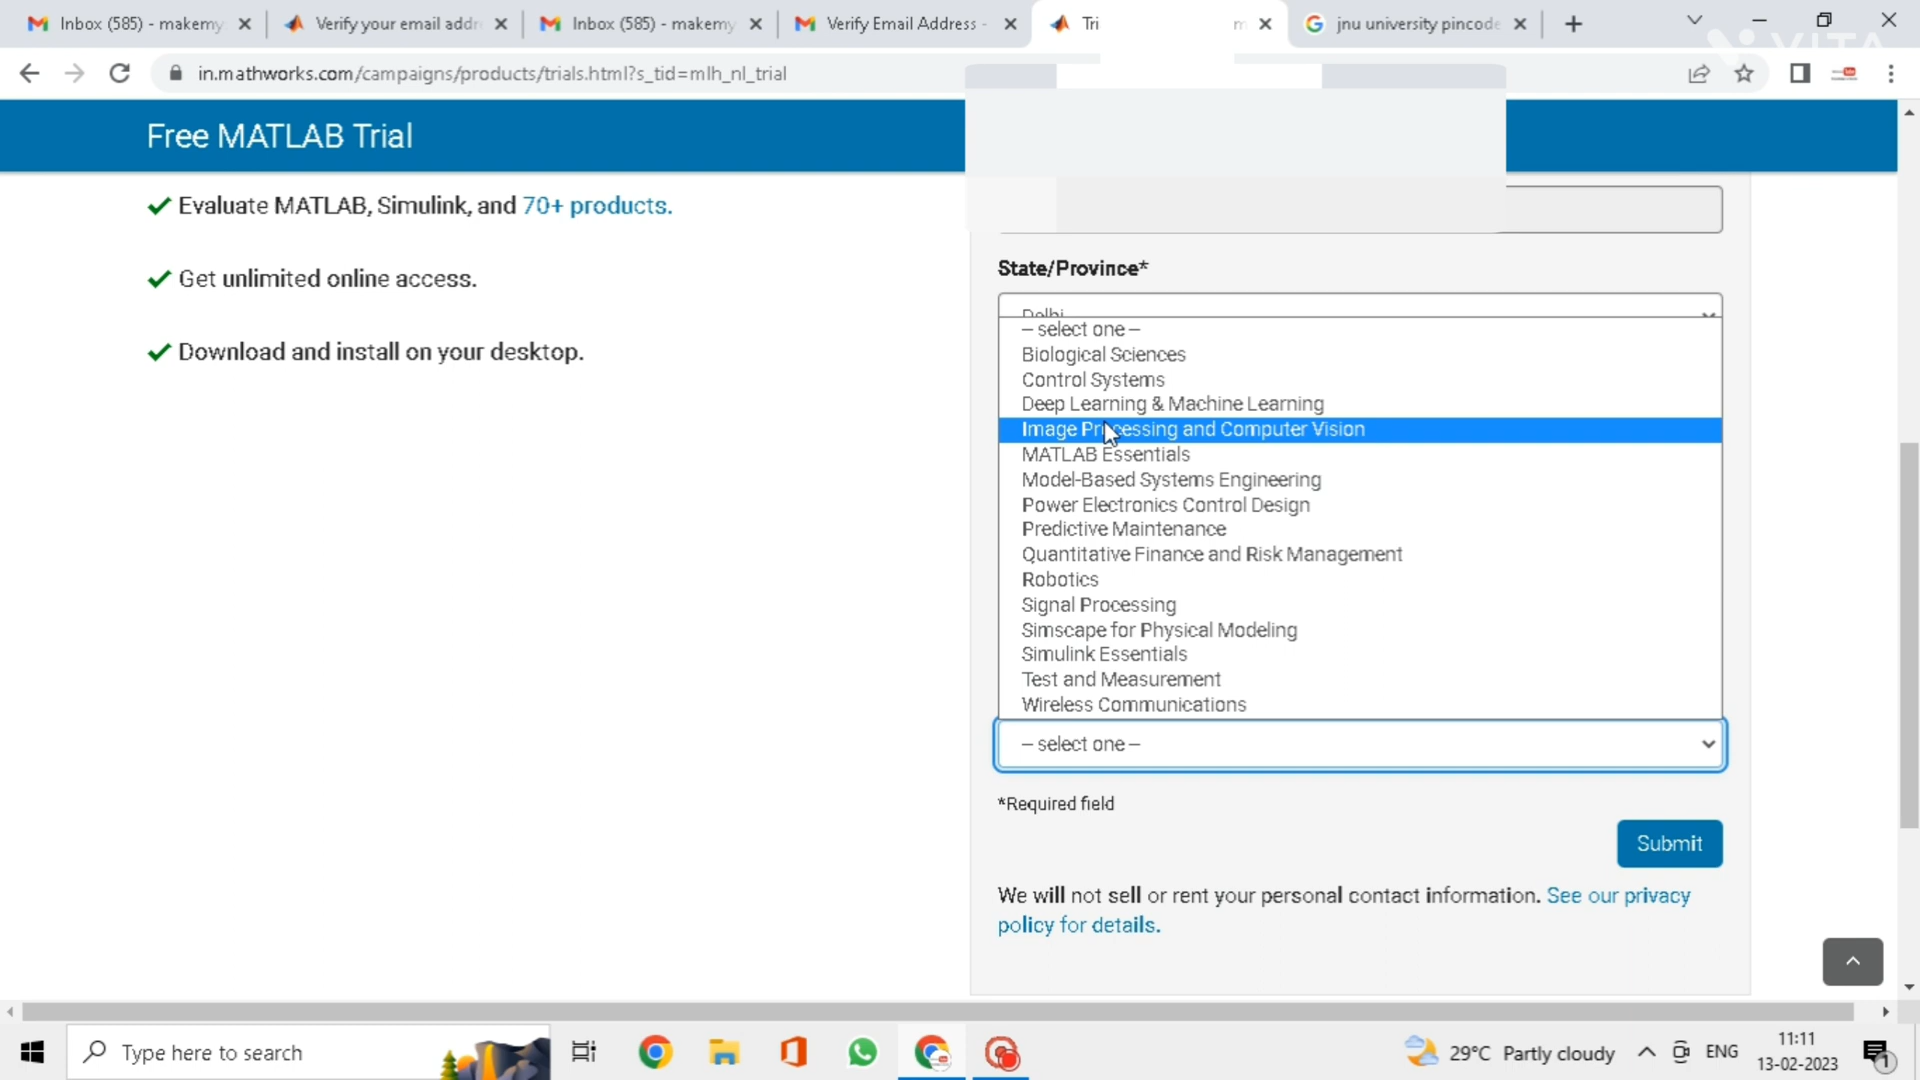 Inbox (585) - makemy
Verify your email addr
Inbox (585) - makemy
Verify Email Address -
Tri
jnu university pincode
in.mathworks.com/campaigns/products/trials.html?s_tid=mlh_nl_trial
VITA
Free MATLAB Trial
Evaluate MATLAB, Simulink, and 70+ products.
Get unlimited online access.
Download and install on your desktop.
State/Province*
Delhi
– select one –
Biological Sciences
Control Systems
Deep Learning & Machine Learning
Image Processing and Computer Vision
MATLAB Essentials
Model-Based Systems Engineering
Power Electronics Control Design
Predictive Maintenance
Quantitative Finance and Risk Management
Robotics
Signal Processing
Simscape for Physical Modeling
Simulink Essentials
Test and Measurement
Wireless Communications
– select one –
*Required field
Submit
We will not sell or rent your personal contact information. See our privacy
policy for details.
Type here to search
29°C Partly cloudy
ENG
11:11
13-02-2023
1